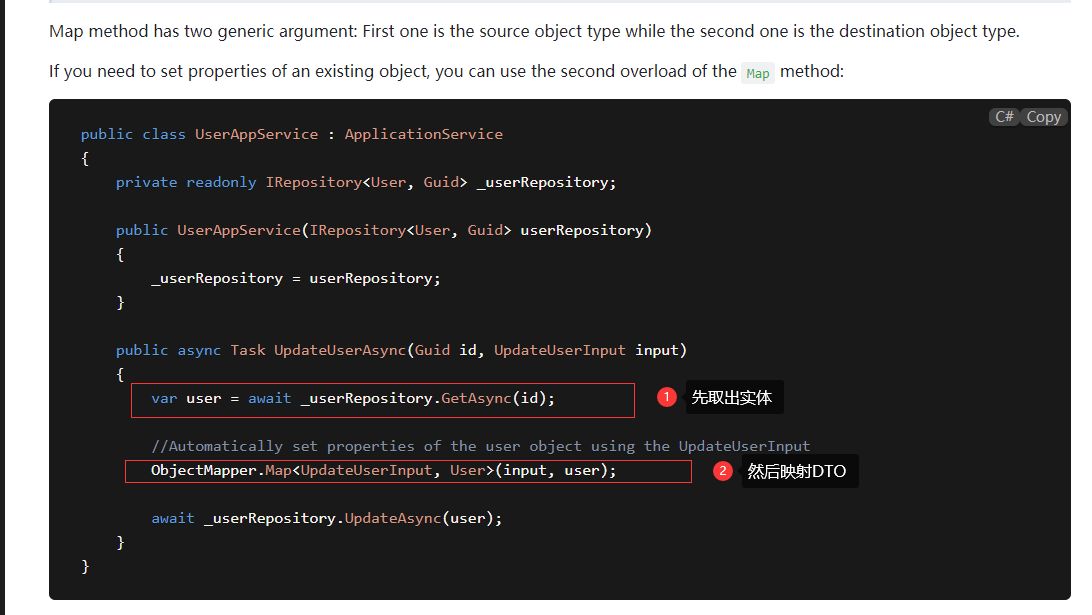 Map method has two generic argument: First one is the source object type while the second one is the destination object type.
If you need to set properties of an existing object, you can use the second overload of the Map method:
C# Copy
public class UserAppService : ApplicationService
{
    private readonly IRepository<User, Guid> _userRepository;
    public UserAppService(IRepository<User, Guid> userRepository)
    {
        _userRepository = userRepository;
    }
    public async Task UpdateUserAsync(Guid id, UpdateUserInput input)
    {
        var user = await _userRepository.GetAsync(id); 1 先取出实体
        //Automatically set properties of the user object using the UpdateUserInput
        ObjectMapper.Map<UpdateUserInput, User>(input, user); 2 然后映射DTO
        await _userRepository.UpdateAsync(user);
    }
}